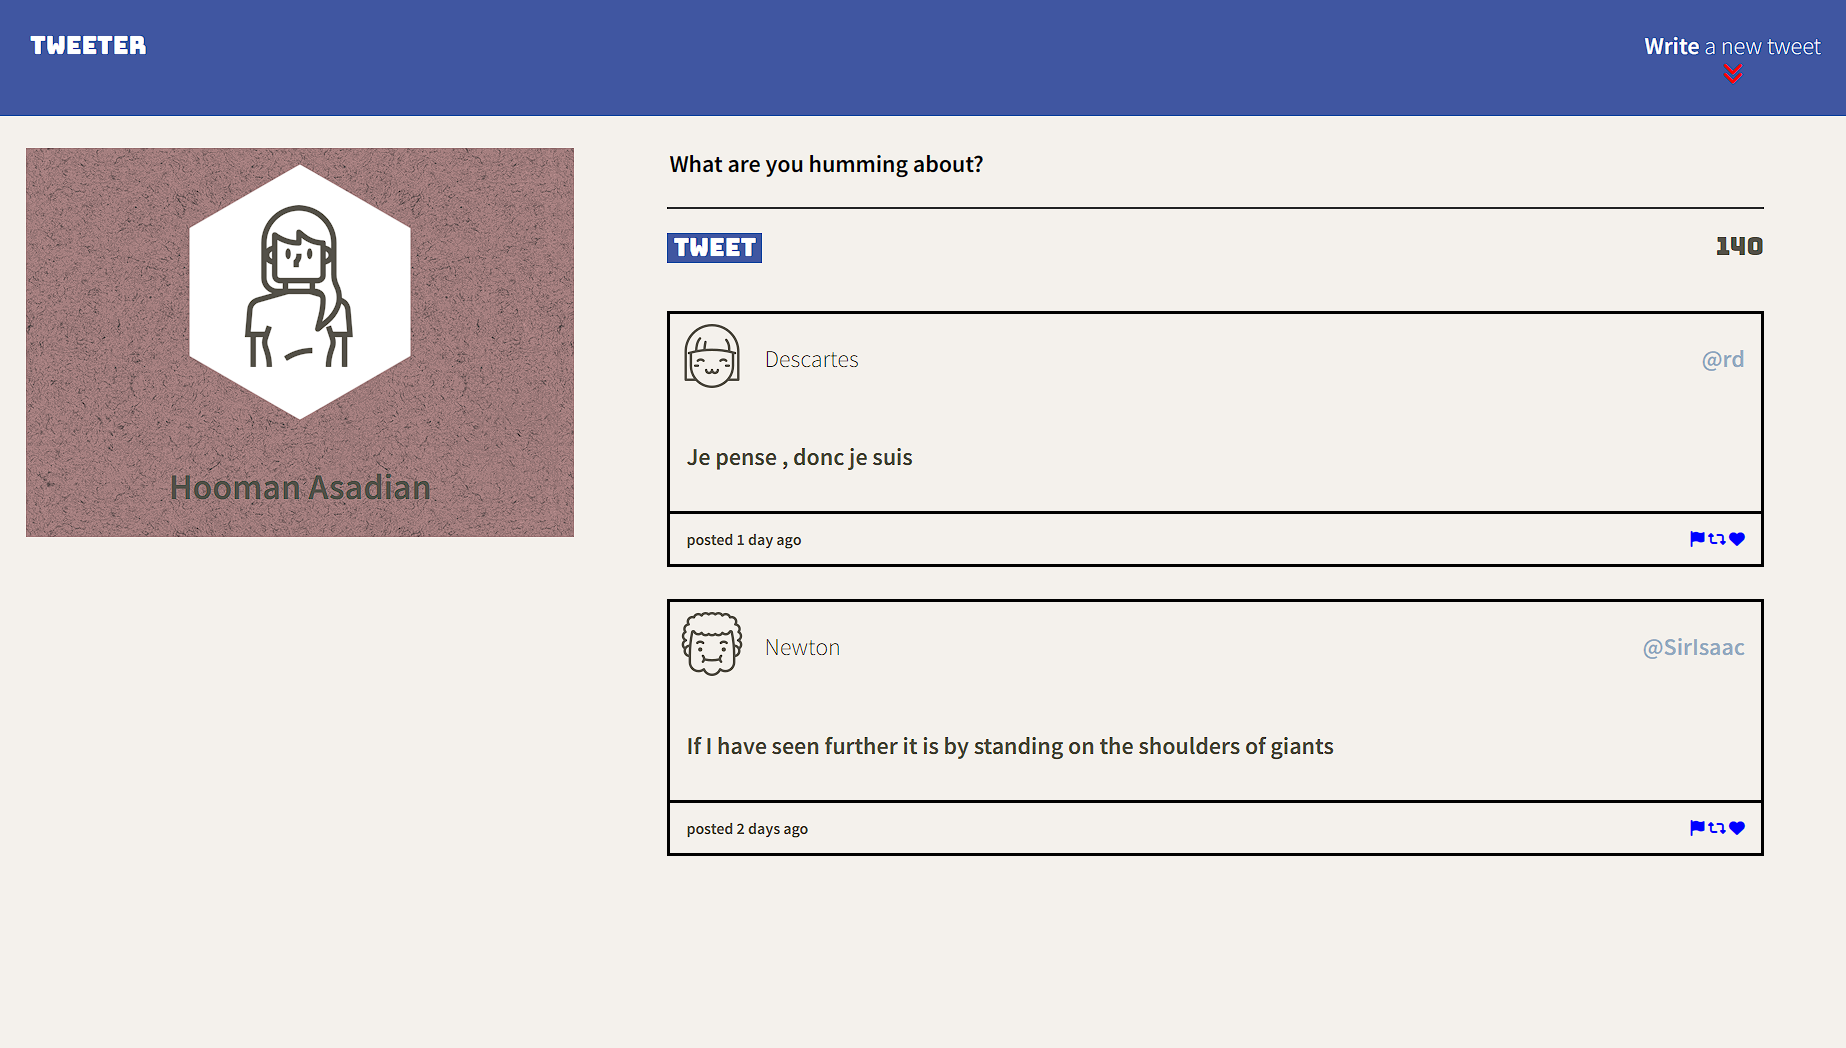 TWEETER
Write a new tweet
Hooman Asadian
What are you humming about?
TWEET
140
Descartes
@rd
Je pense , donc je suis
posted 1 day ago
Newton
@SirIsaac
If I have seen further it is by standing on the shoulders of giants
posted 2 days ago